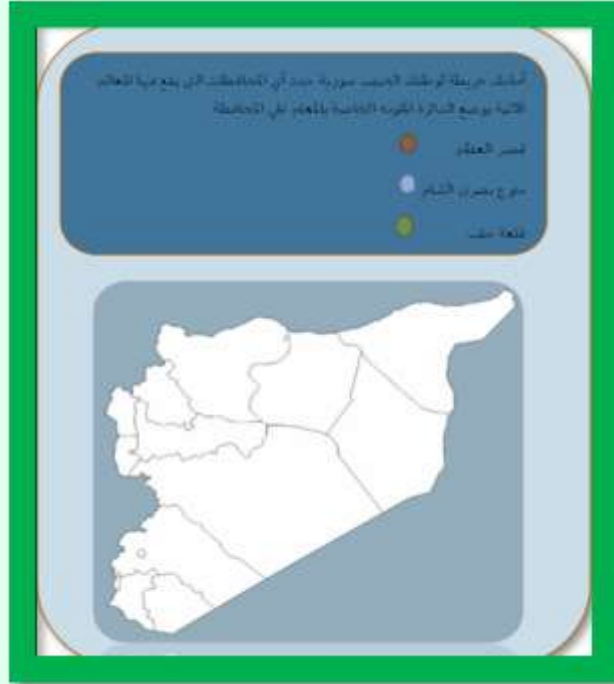 أمامك خريطة لوطنك الحبيب سورية حدد أي المحافظات التي يقع فيها المعالم
الآتية بوضع الدائرة الملونة الخاصة بالمعلم على المحافظة
قصر العظم
مدرج بصرى الشام
قلعة حلب